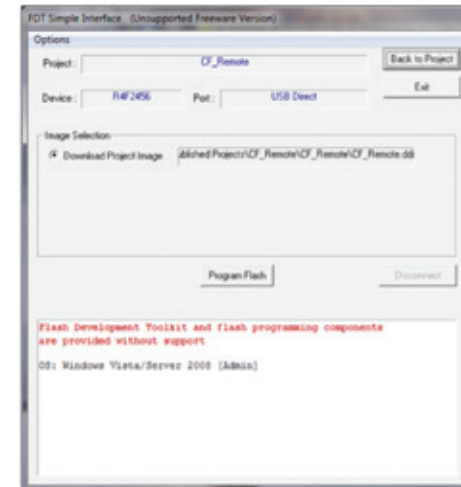 FDT Simple Interface (Unsupported Freeware Version)
Options
Project : CF_Remote Back to Project
Exit
Device : R4F2456 Port : USB Direct
Image Selection
Download Project Image ublished Projects\CF_Remote\CF_Remote\CF_Remote.ddi
Program Flash Disconnect
Flash Development Toolkit and flash programming components
are provided without support
OS: Windows Vista/Server 2008 [Admin]